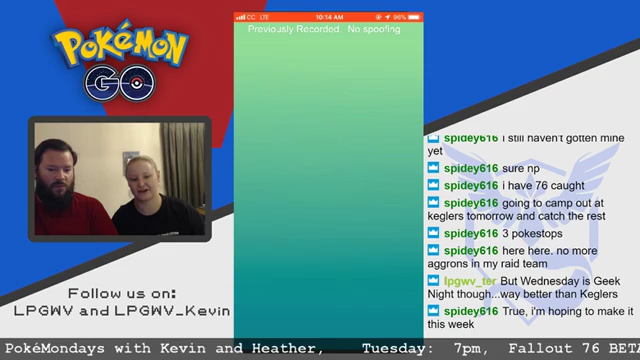 POKéMON
GO
CC LTE 10:14 AM 96%
Previously Recorded No spoofing
spidey616 i still haven't gotten mine
yet
spidey616 sure np
spidey616 i have 76 caught
spidey616 going to camp out at
keglers tomorrow and catch the rest
spidey616 3 pokestops
spidey616 here here. no more
aggrons in my raid team
lpgwv_ter But Wednesday is Geek
Night though...way better than Keglers
spidey616 True, i'm hoping to make it
this week
Follow us on:
LPGWV and LPGWV_Kevin
PokéMondays with Kevin and Heather, Tuesday: 7pm, Fallout 76 BETA